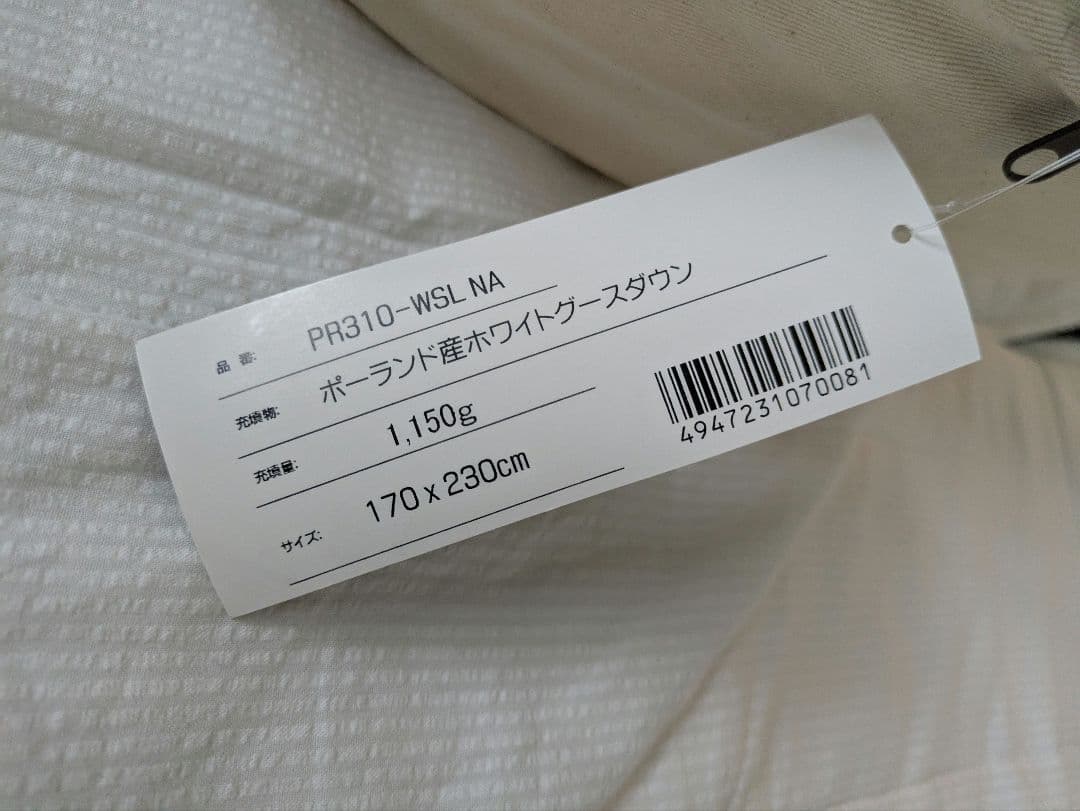 品 番: PR310-WSL NA
充填物: ポーランド産ホワイトグースダウン
充填量: 1,150g
サイズ: 170x230cm
4947231070081